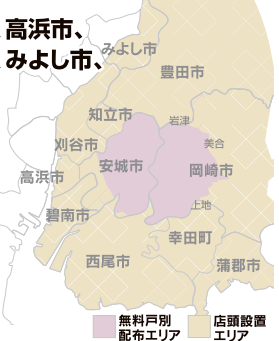 高浜市、
みよし市、
みよし市
豊田市
知立市
岩津
刈谷市
美合
安城市
岡崎市
高浜市
上地
碧南市
幸田町
西尾市
蒲郡市
無料戸別
配布エリア
店頭設置
エリア